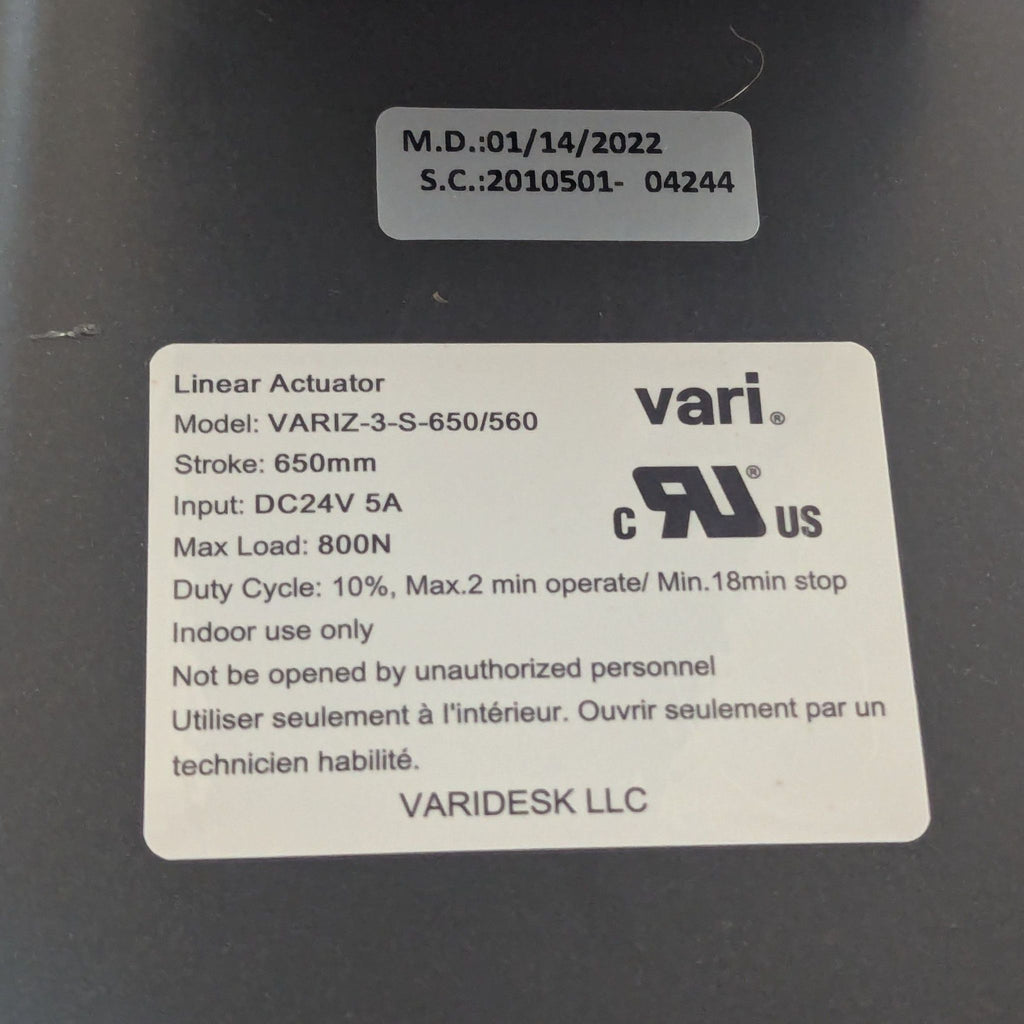 M.D.:01/14/2022
S.C.:2010501- 04244
Linear Actuator
vari®
Model: VARIZ-3-S-650/560
Stroke: 650mm
Input: DC24V 5A
C RU® US
Max Load: 800N
Duty Cycle: 10%, Max.2 min operate/ Min.18min stop
Indoor use only
Not be opened by unauthorized personnel
Utiliser seulement à l'intérieur. Ouvrir seulement par un
technicien habilité.
VARIDESK LLC